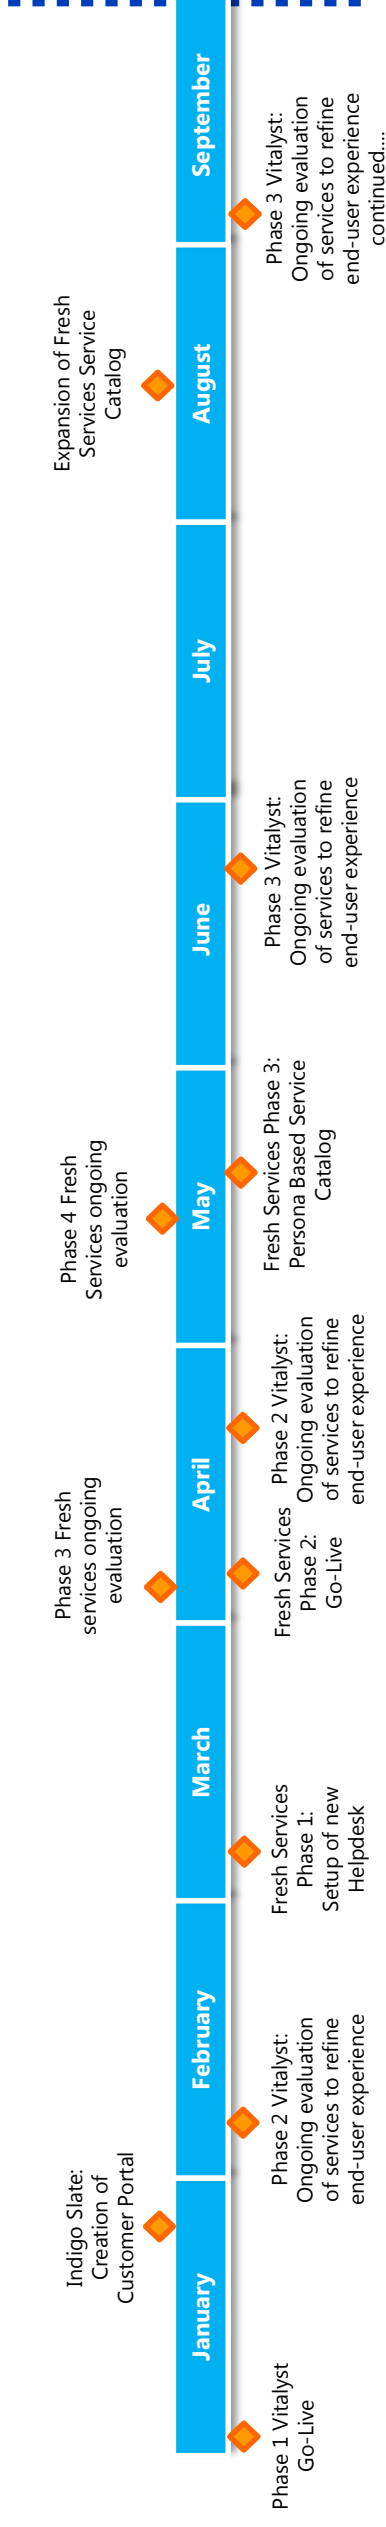 Indigo Slate:
Creation of
Customer Portal
Phase 3 Fresh
services ongoing
evaluation
Phase 4 Fresh
Services ongoing
evaluation
Expansion of Fresh
Services Service
Catalog
January
February
March
April
May
June
July
August
September
Phase 1 Vitalyst
Go-Live
Phase 2 Vitalyst:
Ongoing evaluation
of services to refine
end-user experience
Fresh Services
Phase 1:
Setup of new
Helpdesk
Fresh Services
Phase 2:
Go-Live
Phase 2 Vitalyst:
Ongoing evaluation
of services to refine
end-user experience
Fresh Services Phase 3:
Persona Based Service
Catalog
Phase 3 Vitalyst:
Ongoing evaluation
of services to refine
end-user experience
Phase 3 Vitalyst:
Ongoing evaluation
of services to refine
end-user experience
continued....